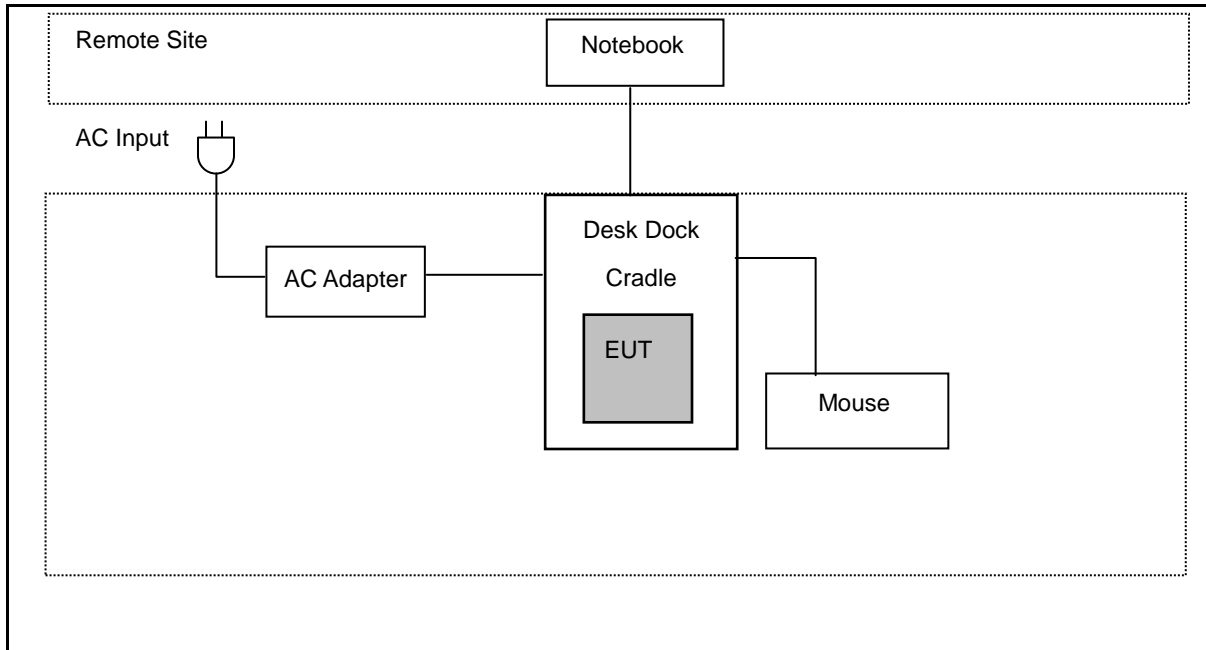 Remote Site
Notebook
AC Input
Desk Dock
Cradle
AC Adapter
EUT
Mouse